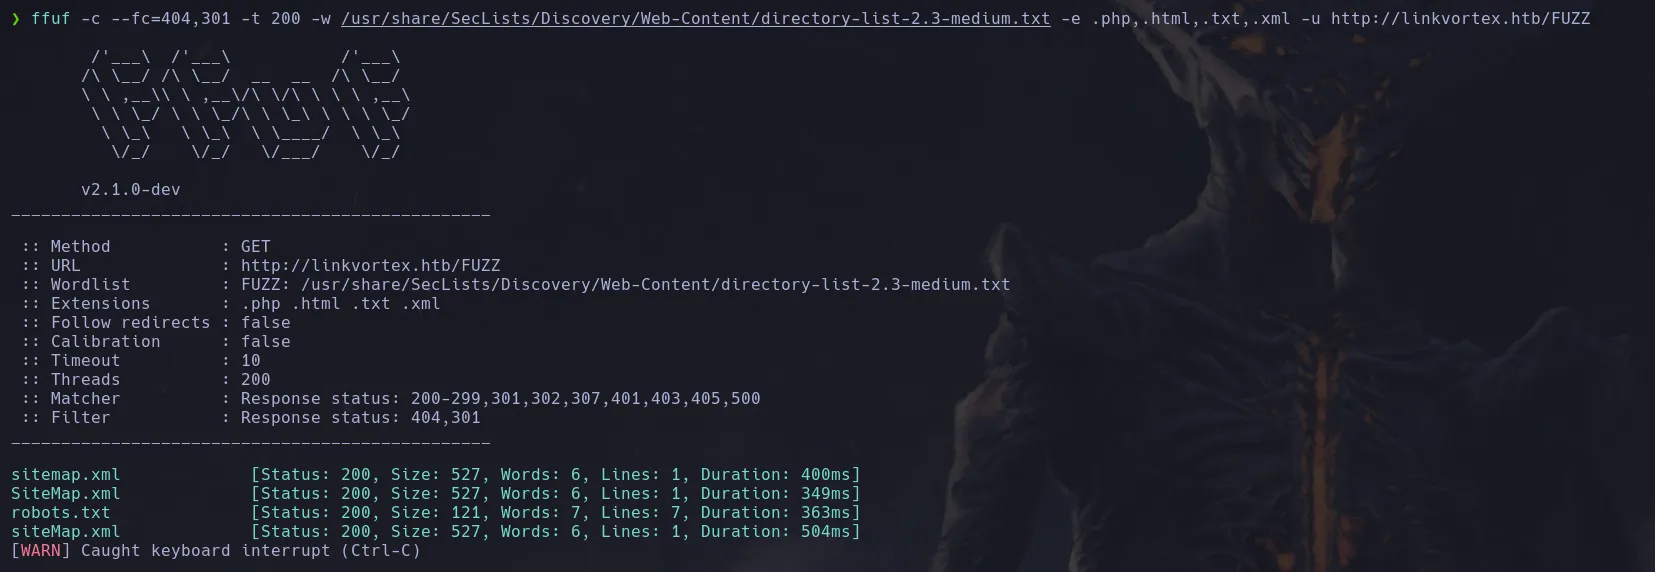 ❯ ffuf -c --fc=404,301 -t 200 -w /usr/share/SecLists/Discovery/Web-Content/directory-list-2.3-medium.txt -e .php,.html,.txt,.xml -u http://linkvortex.htb/FUZZ
        /'___\  /'___\           /'___\
       /\ \__/ /\ \__/  __  __  /\ \__/
       \ \ ,__\\ \ ,__\/\ \/\ \ \ \ ,__\
        \ \ \_/ \ \ \_/\ \ \_\ \ \ \ \_/
         \ \_\   \ \_\  \ \____/  \ \_\
          \/_/    \/_/   \/___/    \/_/
       v2.1.0-dev
________________________________________________
 :: Method           : GET
 :: URL              : http://linkvortex.htb/FUZZ
 :: Wordlist         : FUZZ: /usr/share/SecLists/Discovery/Web-Content/directory-list-2.3-medium.txt
 :: Extensions       : .php .html .txt .xml
 :: Follow redirects : false
 :: Calibration      : false
 :: Timeout          : 10
 :: Threads          : 200
 :: Matcher          : Response status: 200-299,301,302,307,401,403,405,500
 :: Filter           : Response status: 404,301
________________________________________________
sitemap.xml             [Status: 200, Size: 527, Words: 6, Lines: 1, Duration: 400ms]
SiteMap.xml             [Status: 200, Size: 527, Words: 6, Lines: 1, Duration: 349ms]
robots.txt              [Status: 200, Size: 121, Words: 7, Lines: 7, Duration: 363ms]
siteMap.xml             [Status: 200, Size: 527, Words: 6, Lines: 1, Duration: 504ms]
[WARN] Caught keyboard interrupt (Ctrl-C)